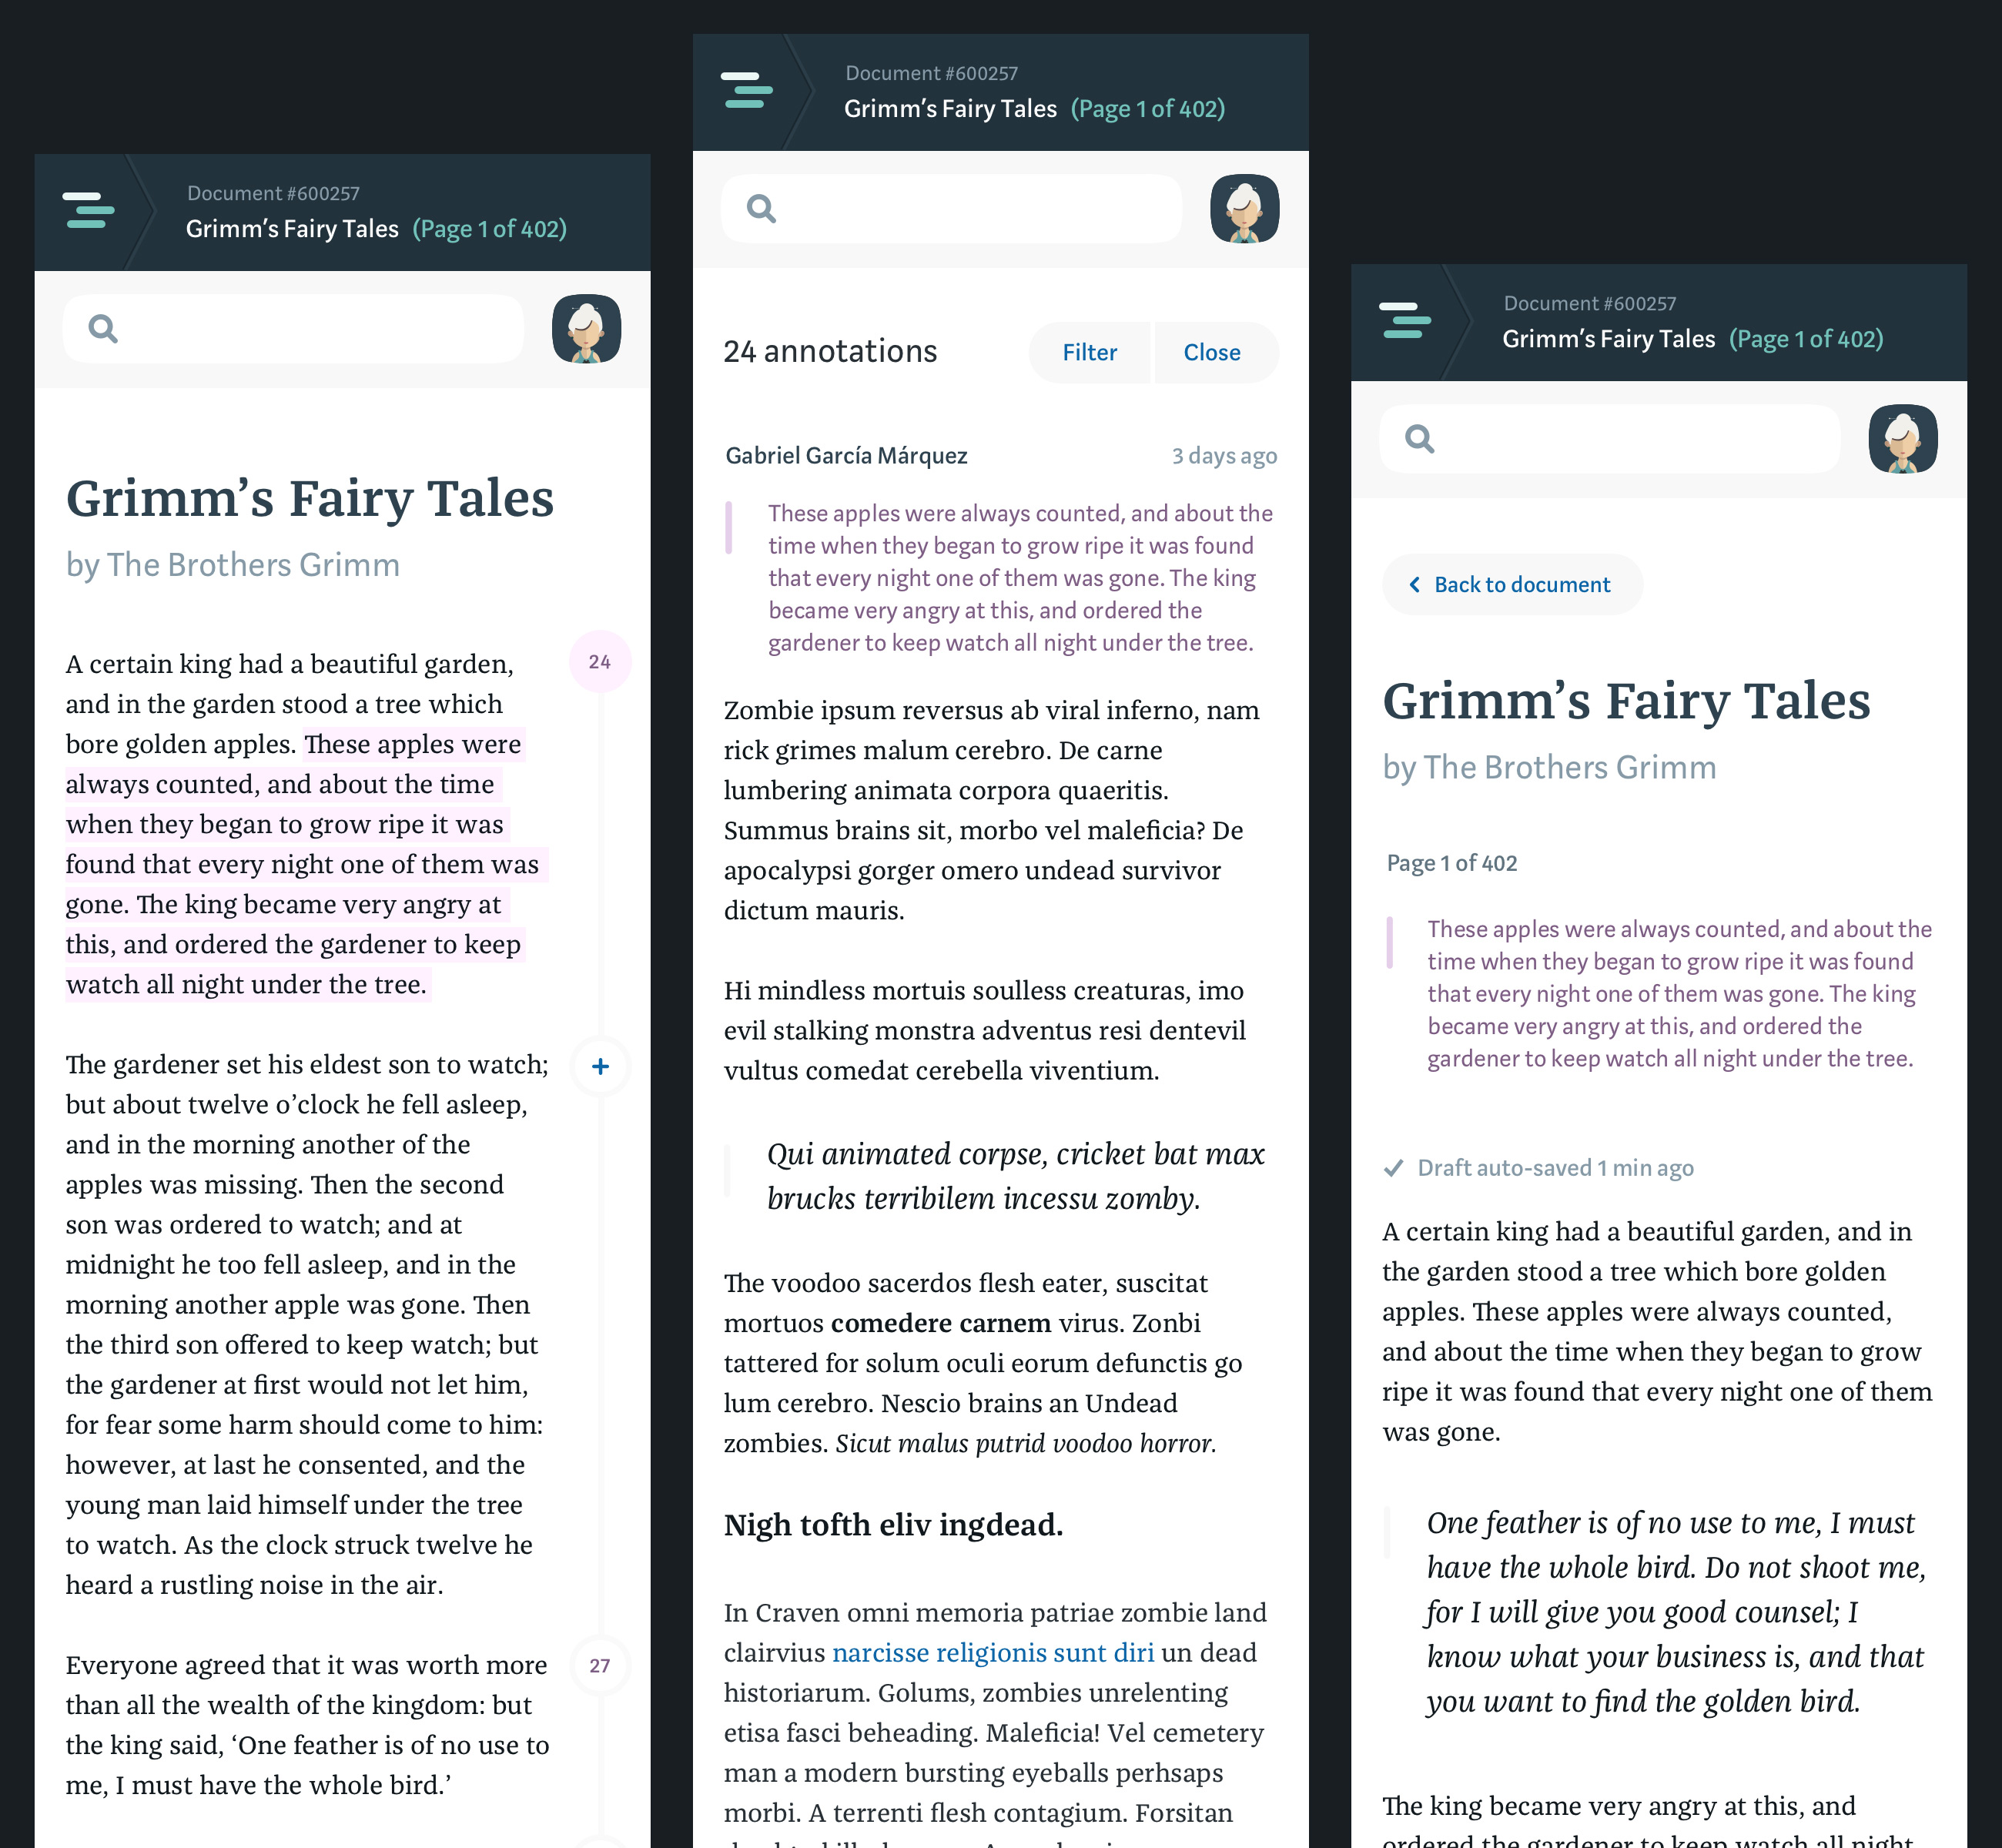 Document #600257
Grimm’s Fairy Tales (Page 1 of 402)
Grimm’s Fairy Tales
by The Brothers Grimm
A certain king had a beautiful garden,
and in the garden stood a tree which
bore golden apples. These apples were
always counted, and about the time
when they began to grow ripe it was
found that every night one of them was
gone. The king became very angry at
this, and ordered the gardener to keep
watch all night under the tree.
24
The gardener set his eldest son to watch;
but about twelve o’clock he fell asleep,
and in the morning another of the
apples was missing. Then the second
son was ordered to watch; and at
midnight he too fell asleep, and in the
morning another apple was gone. Then
the third son offered to keep watch; but
the gardener at first would not let him,
for fear some harm should come to him:
however, at last he consented, and the
young man laid himself under the tree
to watch. As the clock struck twelve he
heard a rustling noise in the air.
+
Everyone agreed that it was worth more
than all the wealth of the kingdom: but
the king said, ‘One feather is of no use to
me, I must have the whole bird.’
27
Document #600257
Grimm’s Fairy Tales (Page 1 of 402)
24 annotations
Filter
Close
Gabriel García Márquez
3 days ago
These apples were always counted, and about the
time when they began to grow ripe it was found
that every night one of them was gone. The king
became very angry at this, and ordered the
gardener to keep watch all night under the tree.
Zombie ipsum reversus ab viral inferno, nam
rick grimes malum cerebro. De carne
lumbering animata corpora quaeritis.
Summus brains sit, morbo vel maleficia? De
apocalypsi gorger omero undead survivor
dictum mauris.
Hi mindless mortuis soulless creaturas, imo
evil stalking monstra adventus resi dentevil
vultus comedat cerebella viventium.
Qui animated corpse, cricket bat max
brucks terribilem incessu zomby.
The voodoo sacerdos flesh eater, suscitat
mortuos comedere carnem virus. Zonbi
tattered for solum oculi eorum defunctis go
lum cerebro. Nescio brains an Undead
zombies. Sicut malus putrid voodoo horror.
Nigh tofth eliv ingdead.
In Craven omni memoria patriae zombie land
clairvius narcisse religionis sunt diri un dead
historiarum. Golums, zombies unrelenting
etisa fasci beheading. Maleficia! Vel cemetery
man a modern bursting eyeballs perhsaps
morbi. A terrenti flesh contagium. Forsitan
Document #600257
Grimm’s Fairy Tales (Page 1 of 402)
Back to document
Grimm’s Fairy Tales
by The Brothers Grimm
Page 1 of 402
These apples were always counted, and about the
time when they began to grow ripe it was found
that every night one of them was gone. The king
became very angry at this, and ordered the
gardener to keep watch all night under the tree.
Draft auto-saved 1 min ago
A certain king had a beautiful garden, and in
the garden stood a tree which bore golden
apples. These apples were always counted,
and about the time when they began to grow
ripe it was found that every night one of them
was gone.
One feather is of no use to me, I must
have the whole bird. Do not shoot me,
for I will give you good counsel; I
know what your business is, and that
you want to find the golden bird.
The king became very angry at this, and
ordered the gardener to keep watch all night